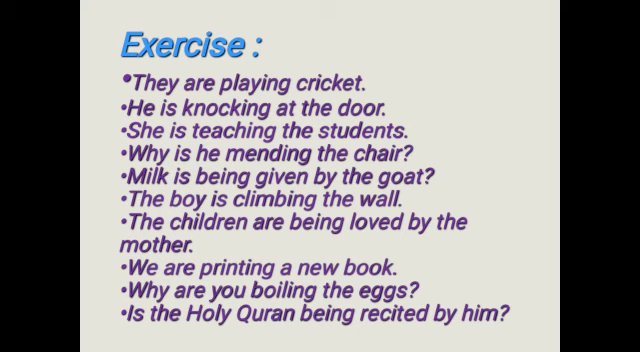 Exercise :
•They are playing cricket.
•He is knocking at the door.
•She is teaching the students.
•Why is he mending the chair?
•Milk is being given by the goat?
•The boy is climbing the wall.
•The children are being loved by the
mother.
•We are printing a new book.
•Why are you boiling the eggs?
•Is the Holy Quran being recited by him?